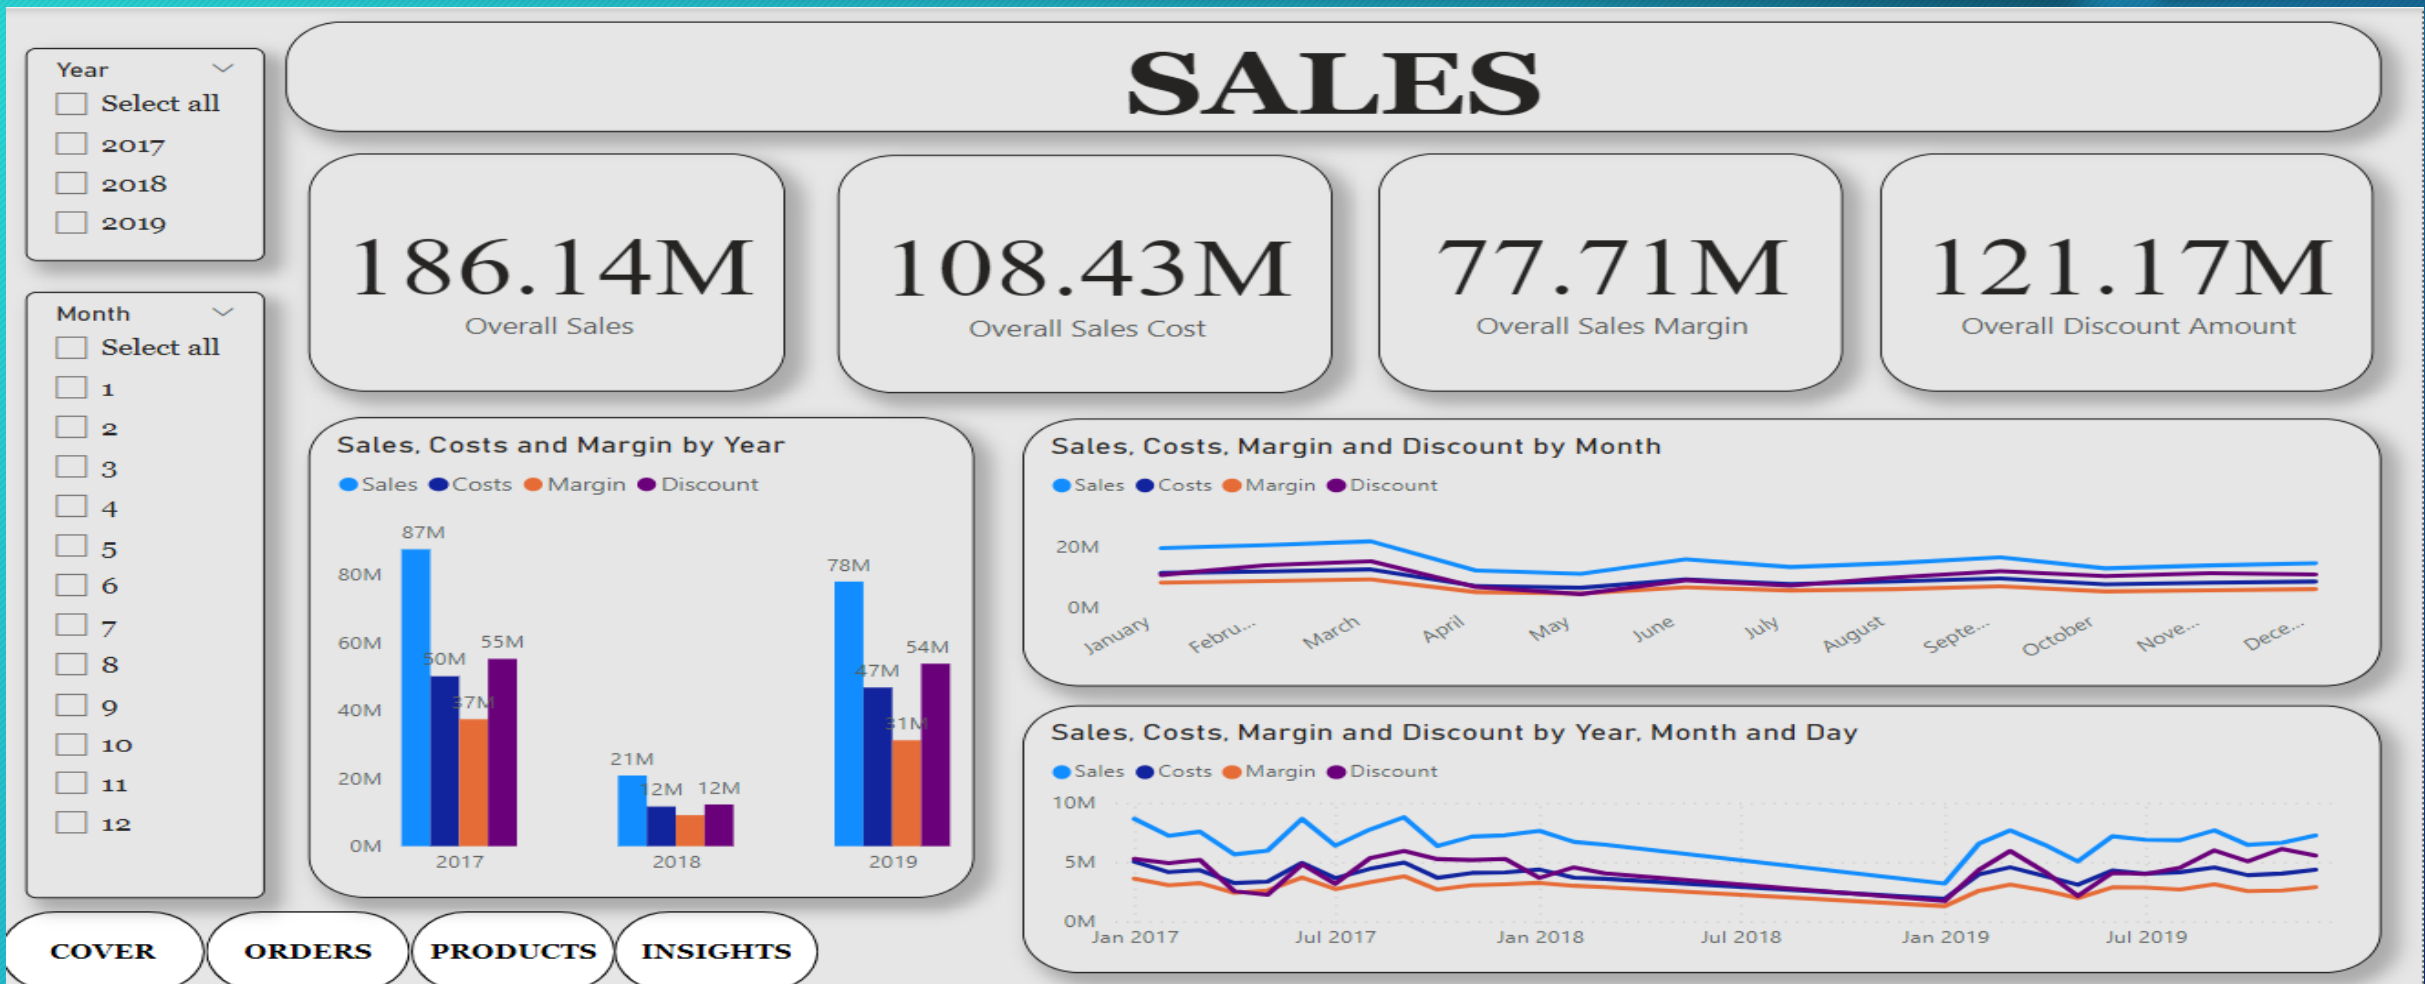 SALES
Year
Select all
2017
2018
2019
Month
Select all
1
2
3
4
5
6
7
8
9
10
11
12
186.14M
Overall Sales
108.43M
Overall Sales Cost
77.71M
Overall Sales Margin
121.17M
Overall Discount Amount
Sales, Costs and Margin by Year
Sales Costs Margin Discount
87M
80M
78M
60M
50M
55M
54M
47M
40M
37M
31M
21M
20M
12M
12M
0M
2017 2018 2019
Sales, Costs, Margin and Discount by Month
Sales Costs Margin Discount
20M
0M
January Febru... March April May June July August Septe... October Nove... Dece...
Sales, Costs, Margin and Discount by Year, Month and Day
Sales Costs Margin Discount
10M
5M
0M
Jan 2017 Jul 2017 Jan 2018 Jul 2018 Jan 2019 Jul 2019
COVER ORDERS PRODUCTS INSIGHTS